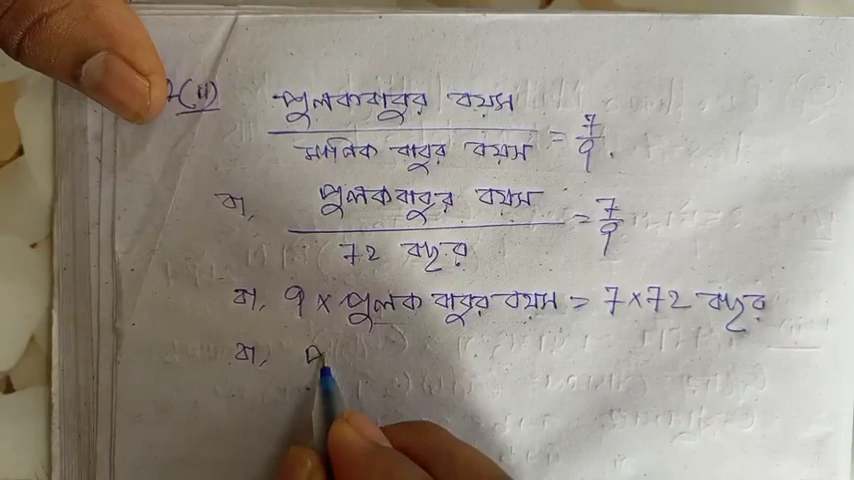 2(ii) পুলকবাবুর বয়স / মানিক বাবুর বয়স = 7/9.
বা, পুলকবাবুর বয়স / 72 বছর = 7/9
বা, 9 × পুলক বাবুর বয়স = 7 × 72 বছর
বা,